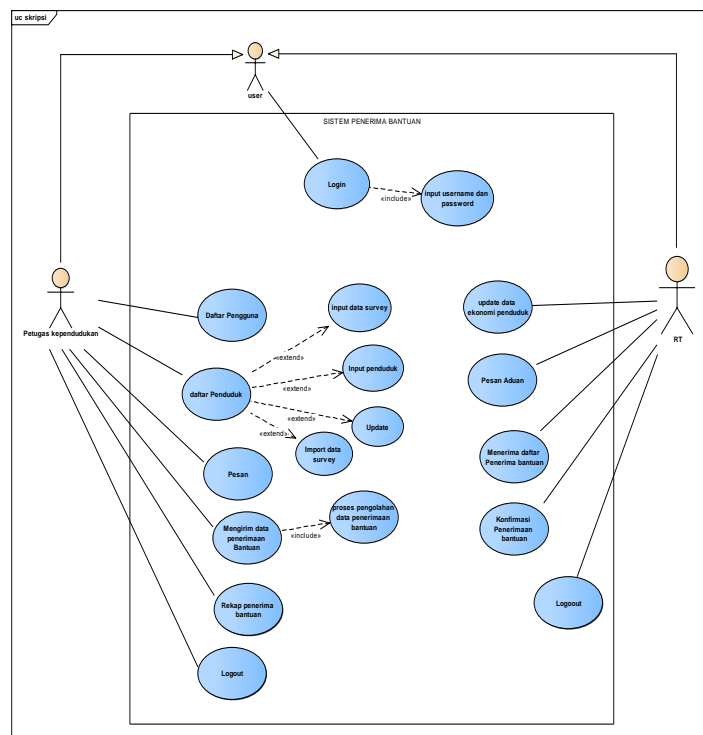 uc skripsi
user
SISTEM PENERIMA BANTUAN
Login
«include»
input username dan
password
Petugas kependudukan
RT
Daftar Pengguna
input data survey
update data
ekonomi penduduk
«extend»
Input penduduk
«extend»
daftar Penduduk
Pesan Aduan
«extend»
Update
«extend»
Import data
survey
Menerima daftar
Penerima bantuan
Pesan
proses pengolahan
data penerimaan
bantuan
Mengirim data
penerimaan
Bantuan
«include»
Konfirmasi
Penerimaan
bantuan
Rekap penerima
bantuan
Logoout
Logout